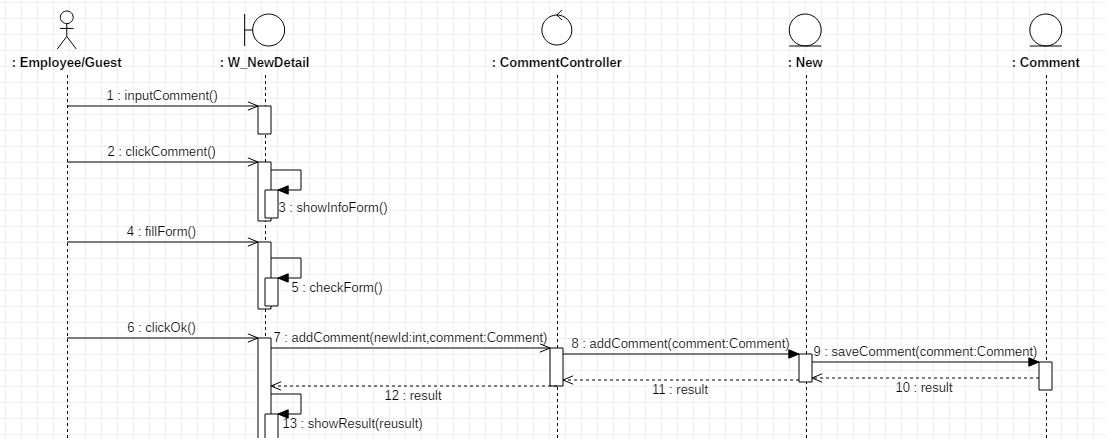 : Employee/Guest
: W_NewDetail
: CommentController
: New
: Comment
1 : inputComment()
2 : clickComment()
3 : showInfoForm()
4 : fillForm()
5 : checkForm()
6 : clickOk()
7 : addComment(newId:int,comment:Comment)
8 : addComment(comment:Comment)
9 : saveComment(comment:Comment)
10 : result
11 : result
12 : result
13 : showResult(reusult)